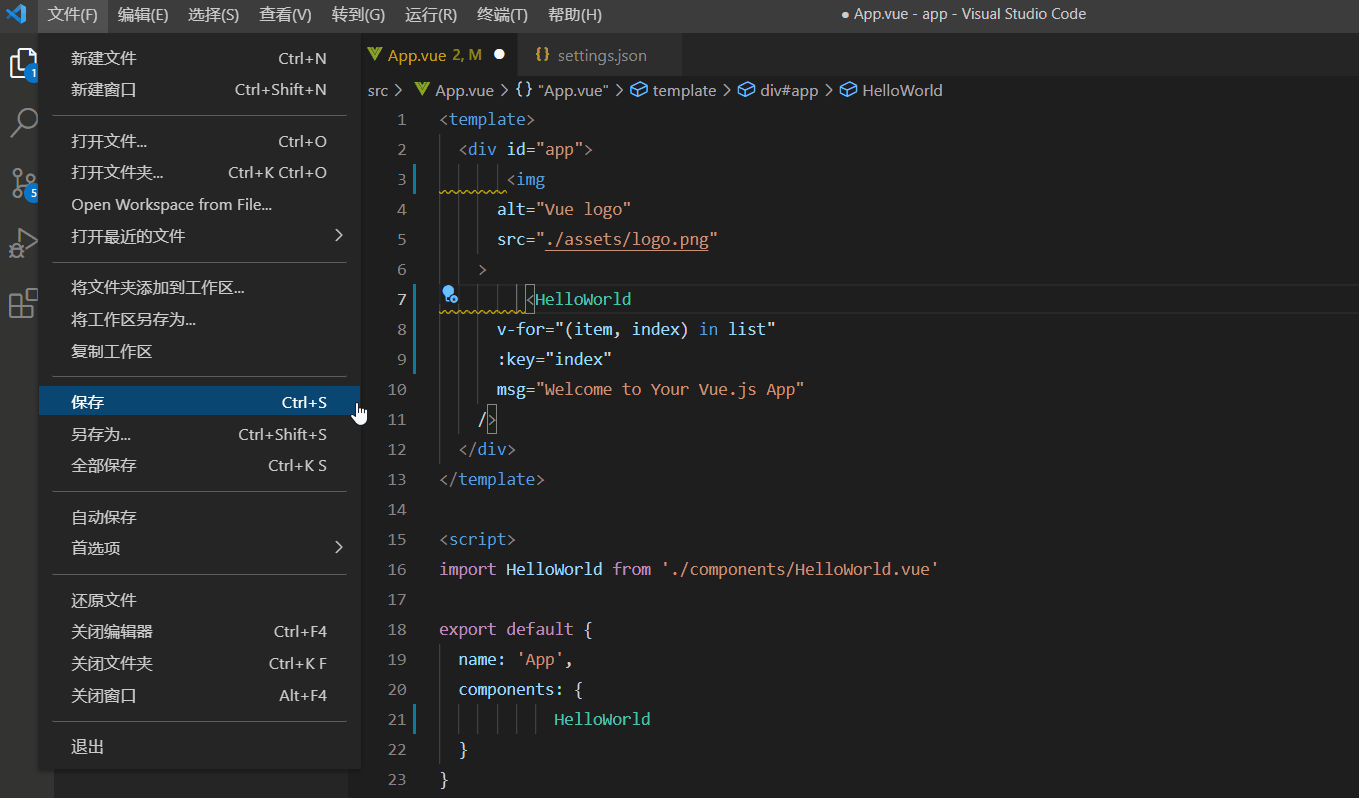 文件(F) 编辑(E) 选择(S) 查看(V) 转到(G) 运行(R) 终端(T) 帮助(H) ● App.vue - app - Visual Studio Code
新建文件 Ctrl+N
新建窗口 Ctrl+Shift+N
打开文件... Ctrl+O
打开文件夹... Ctrl+K Ctrl+O
Open Workspace from File...
打开最近的文件
将文件夹添加到工作区...
将工作区另存为...
复制工作区
保存 Ctrl+S
另存为... Ctrl+Shift+S
全部保存 Ctrl+K S
自动保存
首选项
还原文件
关闭编辑器 Ctrl+F4
关闭文件夹 Ctrl+K F
关闭窗口 Alt+F4
退出
1
5
App.vue 2, M ● {} settings.json
src > App.vue > {} "App.vue" > template > div#app > HelloWorld
1 <template>
2 <div id="app">
3 <img
4 alt="Vue logo"
5 src="./assets/logo.png"
6 >
7 <HelloWorld
8 v-for="(item, index) in list"
9 :key="index"
10 msg="Welcome to Your Vue.js App"
11 />
12 </div>
13 </template>
14
15 <script>
16 import HelloWorld from './components/HelloWorld.vue'
17
18 export default {
19 name: 'App',
20 components: {
21 HelloWorld
22 }
23 }